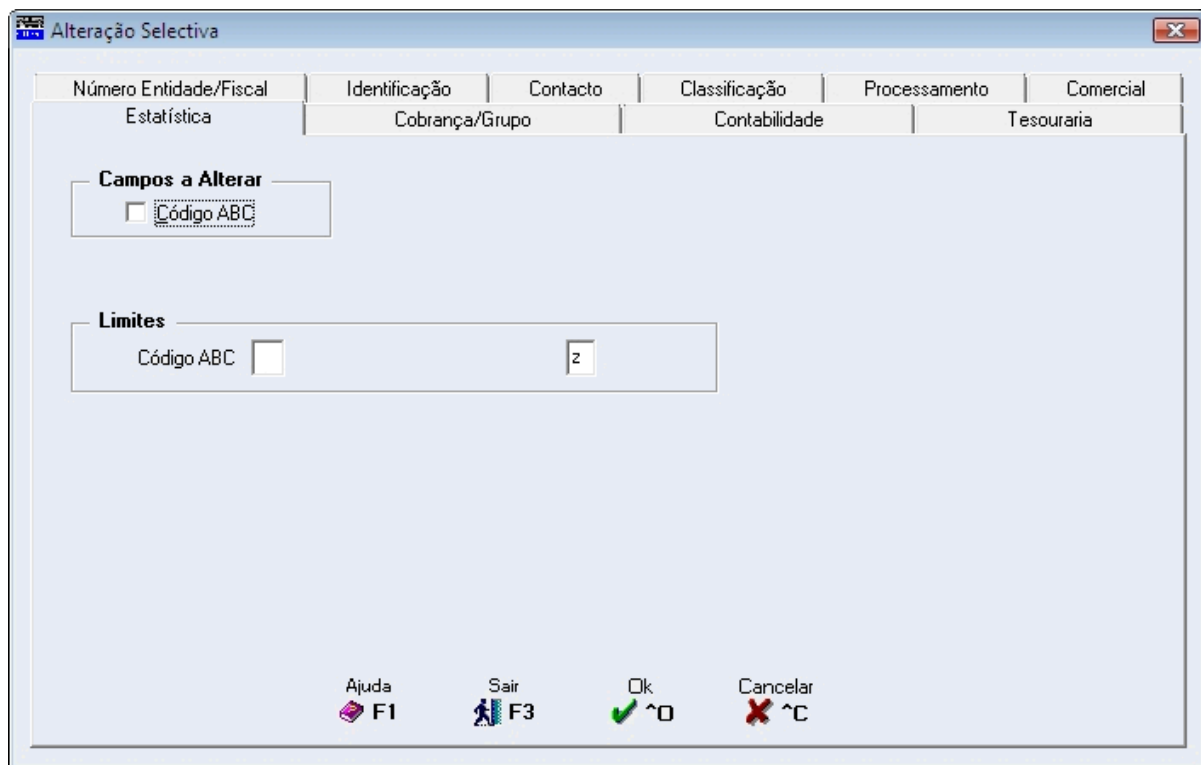 Alteração Selectiva
Número Entidade/Fiscal Identificação Contacto Classificação Processamento Comercial
Estatística Cobrança/Grupo Contabilidade Tesouraria
Campos a Alterar
Código ABC
Limites
Código ABC z
Ajuda Sair Ok Cancelar
F1 F3 ^O ^C